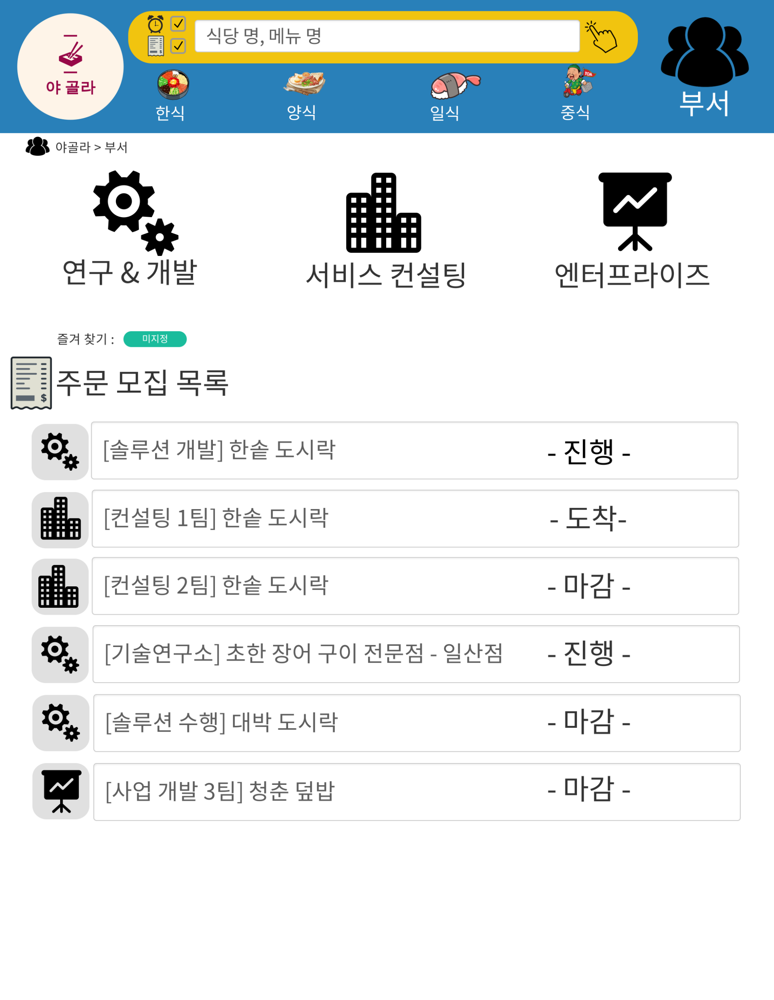 야 골라
식당 명, 메뉴 명
한식
양식
일식
중식
TOA
부서
야골라 > 부서
연구 & 개발
서비스 컨설팅
엔터프라이즈
즐겨 찾기 :
미지정
$
주문 모집 목록
[솔루션 개발] 한솥 도시락
- 진행 -
[컨설팅 1팀] 한솥 도시락
- 도착-
[컨설팅 2팀] 한솥 도시락
- 마감 -
[기술연구소] 초한 장어 구이 전문점 - 일산점
- 진행 -
[솔루션 수행] 대박 도시락
- 마감 -
[사업 개발 3팀] 청춘 덮밥
- 마감 -